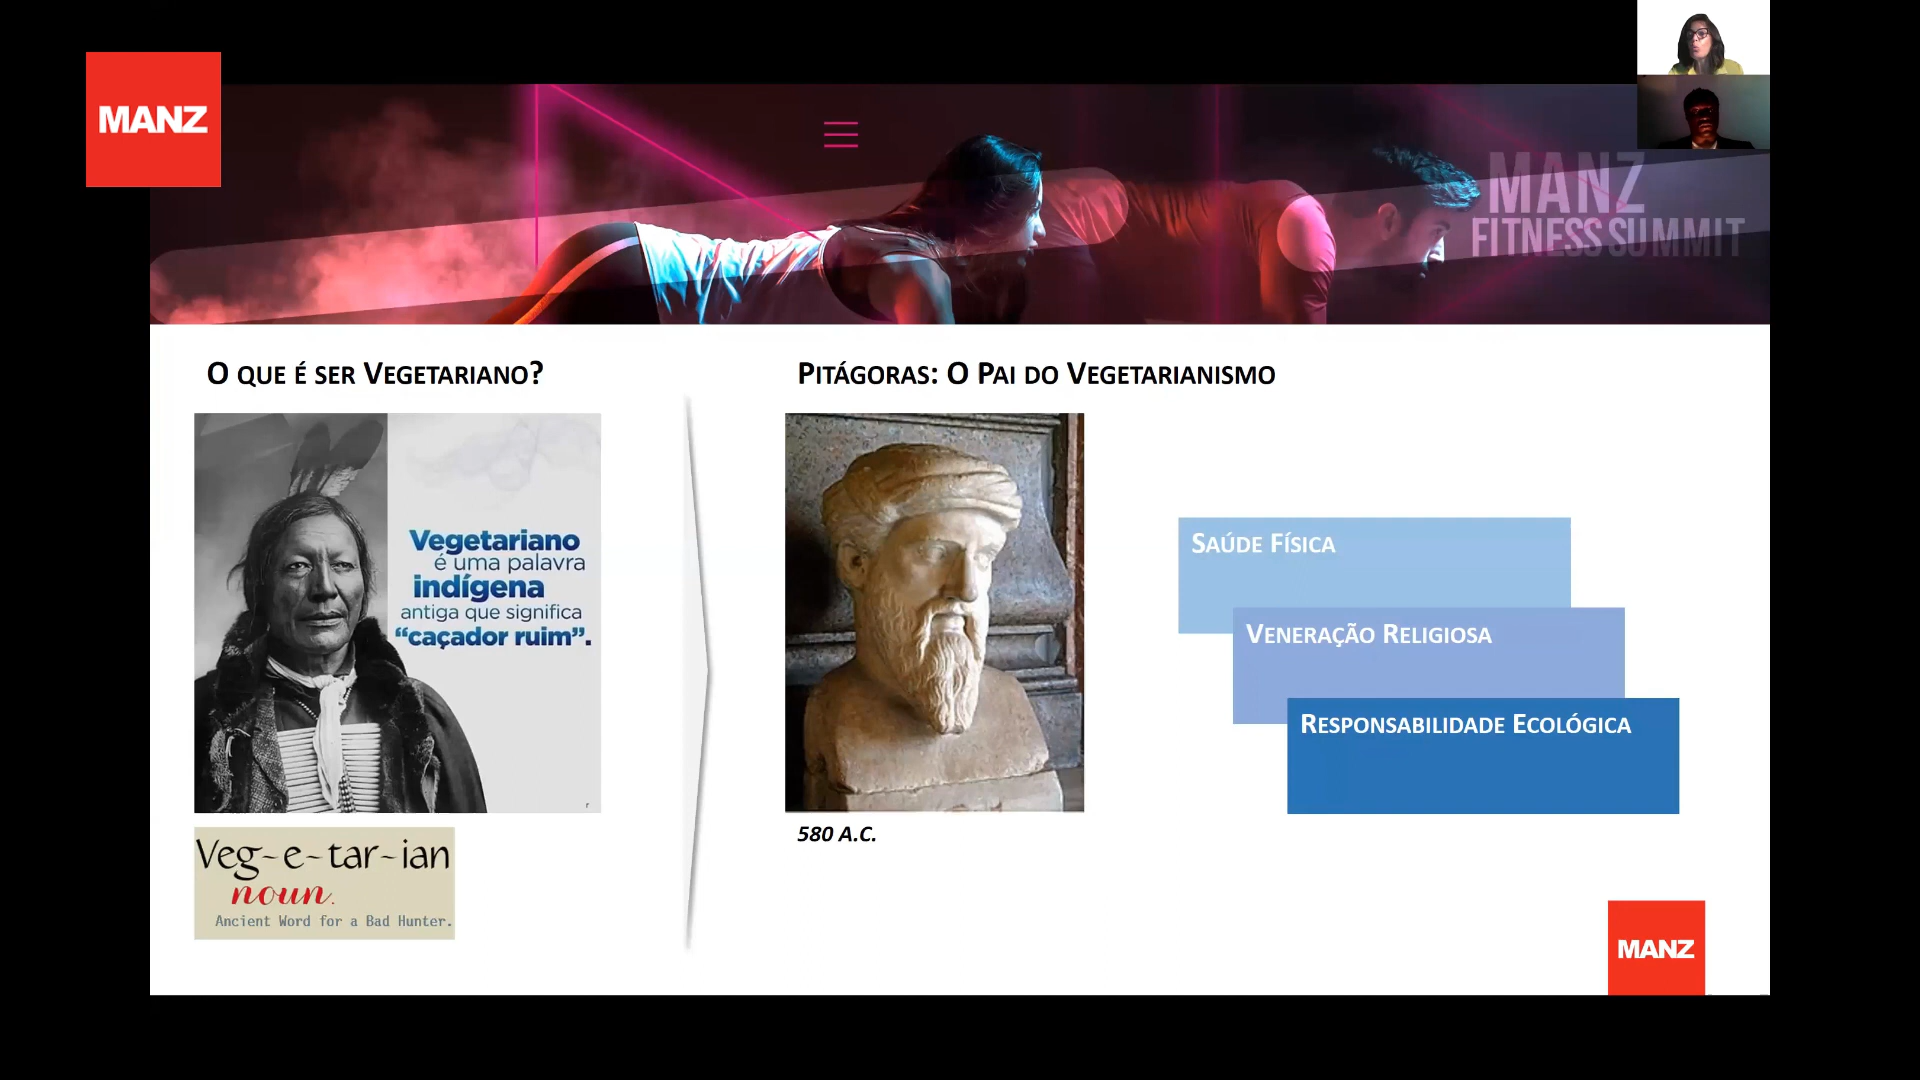 MANZ
MANZ
FITNESS SUMMIT
O QUE É SER VEGETARIANO?
Vegetariano
é uma palavra
indígena
antiga que significa
“caçador ruim”.
Veg-e-tar-ian
noun.
Ancient Word for a Bad Hunter.
PITÁGORAS: O PAI DO VEGETARIANISMO
580 A.C.
SAÚDE FÍSICA
VENERAÇÃO RELIGIOSA
RESPONSABILIDADE ECOLÓGICA
MANZ